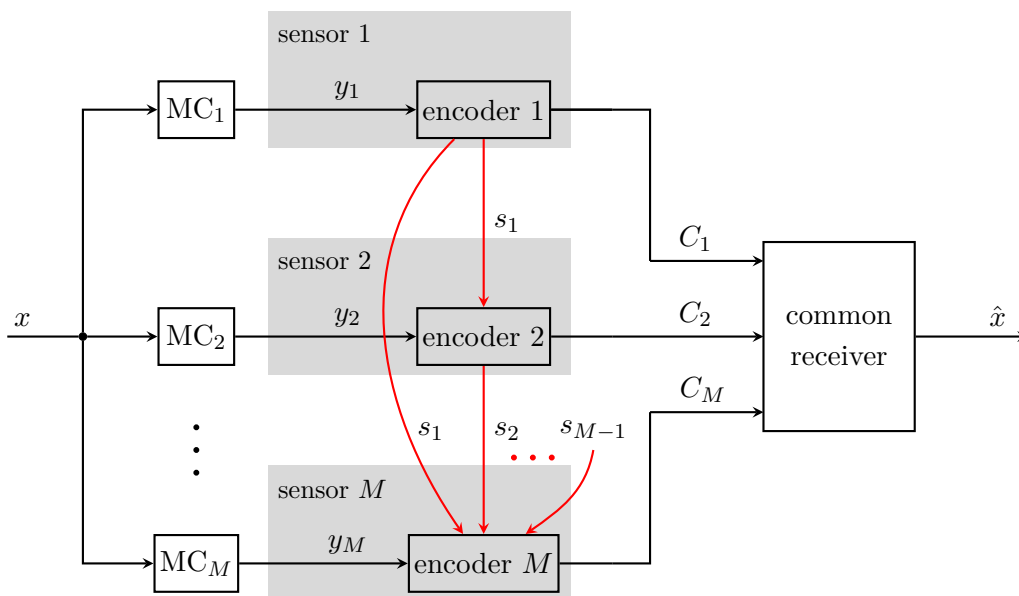 sensor 1
MC₁
y₁
encoder 1
s₁
C₁
sensor 2
x
MC₂
y₂
encoder 2
C₂
common
receiver
x̂
C_M
s₁
s₂
s_{M−1}
sensor M
MC_M
y_M
encoder M